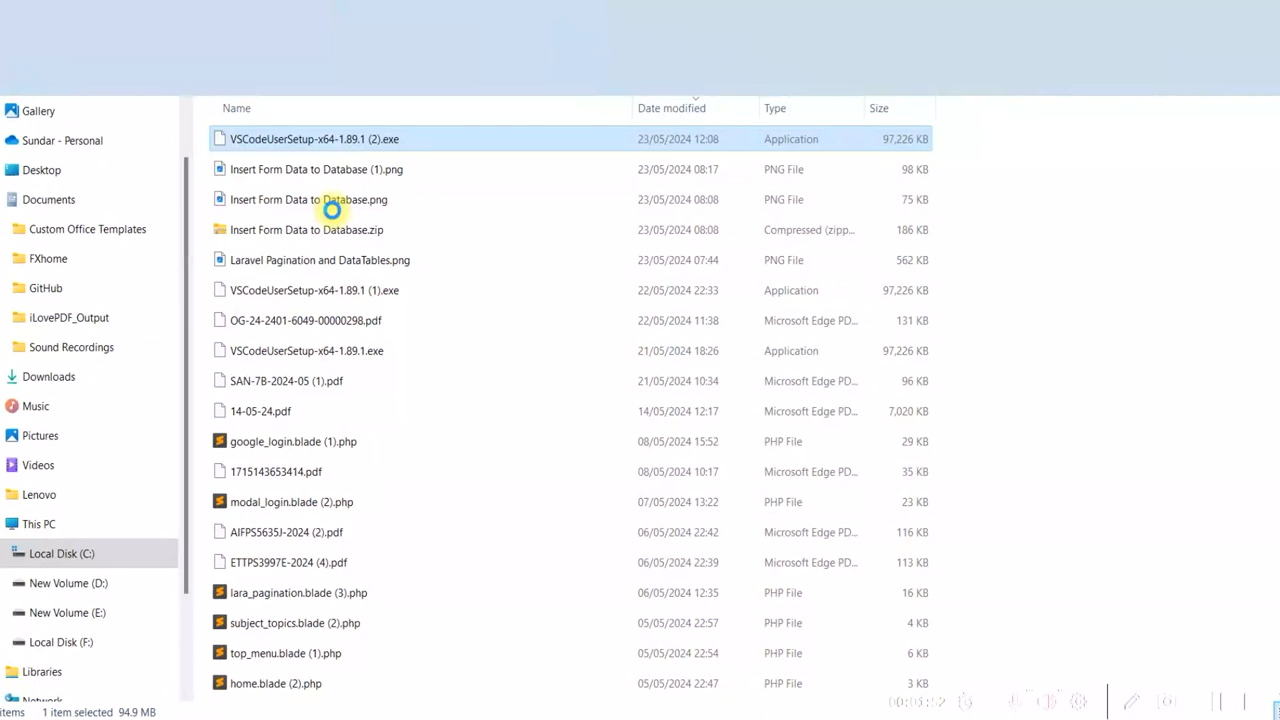 Name Date modified Type Size
Gallery
Sundar - Personal
Desktop
Documents
Custom Office Templates
FXhome
GitHub
iLovePDF_Output
Sound Recordings
Downloads
Music
Pictures
Videos
Lenovo
This PC
Local Disk (C:)
New Volume (D:)
New Volume (E:)
Local Disk (F:)
Libraries
Network
VSCodeUserSetup-x64-1.89.1 (2).exe 23/05/2024 12:08 Application 97,226 KB
Insert Form Data to Database (1).png 23/05/2024 08:17 PNG File 98 KB
Insert Form Data to Database.png 23/05/2024 08:08 PNG File 75 KB
Insert Form Data to Database.zip 23/05/2024 08:08 Compressed (zipp... 186 KB
Laravel Pagination and DataTables.png 23/05/2024 07:44 PNG File 562 KB
VSCodeUserSetup-x64-1.89.1 (1).exe 22/05/2024 22:33 Application 97,226 KB
OG-24-2401-6049-00000298.pdf 22/05/2024 11:38 Microsoft Edge PD... 131 KB
VSCodeUserSetup-x64-1.89.1.exe 21/05/2024 18:26 Application 97,226 KB
SAN-7B-2024-05 (1).pdf 21/05/2024 10:34 Microsoft Edge PD... 96 KB
14-05-24.pdf 14/05/2024 12:17 Microsoft Edge PD... 7,020 KB
google_login.blade (1).php 08/05/2024 15:52 PHP File 29 KB
1715143653414.pdf 08/05/2024 10:17 Microsoft Edge PD... 35 KB
modal_login.blade (2).php 07/05/2024 13:22 PHP File 23 KB
AIFPS5635J-2024 (2).pdf 06/05/2024 22:42 Microsoft Edge PD... 116 KB
ETTPS3997E-2024 (4).pdf 06/05/2024 22:39 Microsoft Edge PD... 113 KB
lara_pagination.blade (3).php 06/05/2024 12:35 PHP File 16 KB
subject_topics.blade (2).php 05/05/2024 22:57 PHP File 4 KB
top_menu.blade (1).php 05/05/2024 22:54 PHP File 6 KB
home.blade (2).php 05/05/2024 22:47 PHP File 3 KB
items 1 item selected 94.9 MB